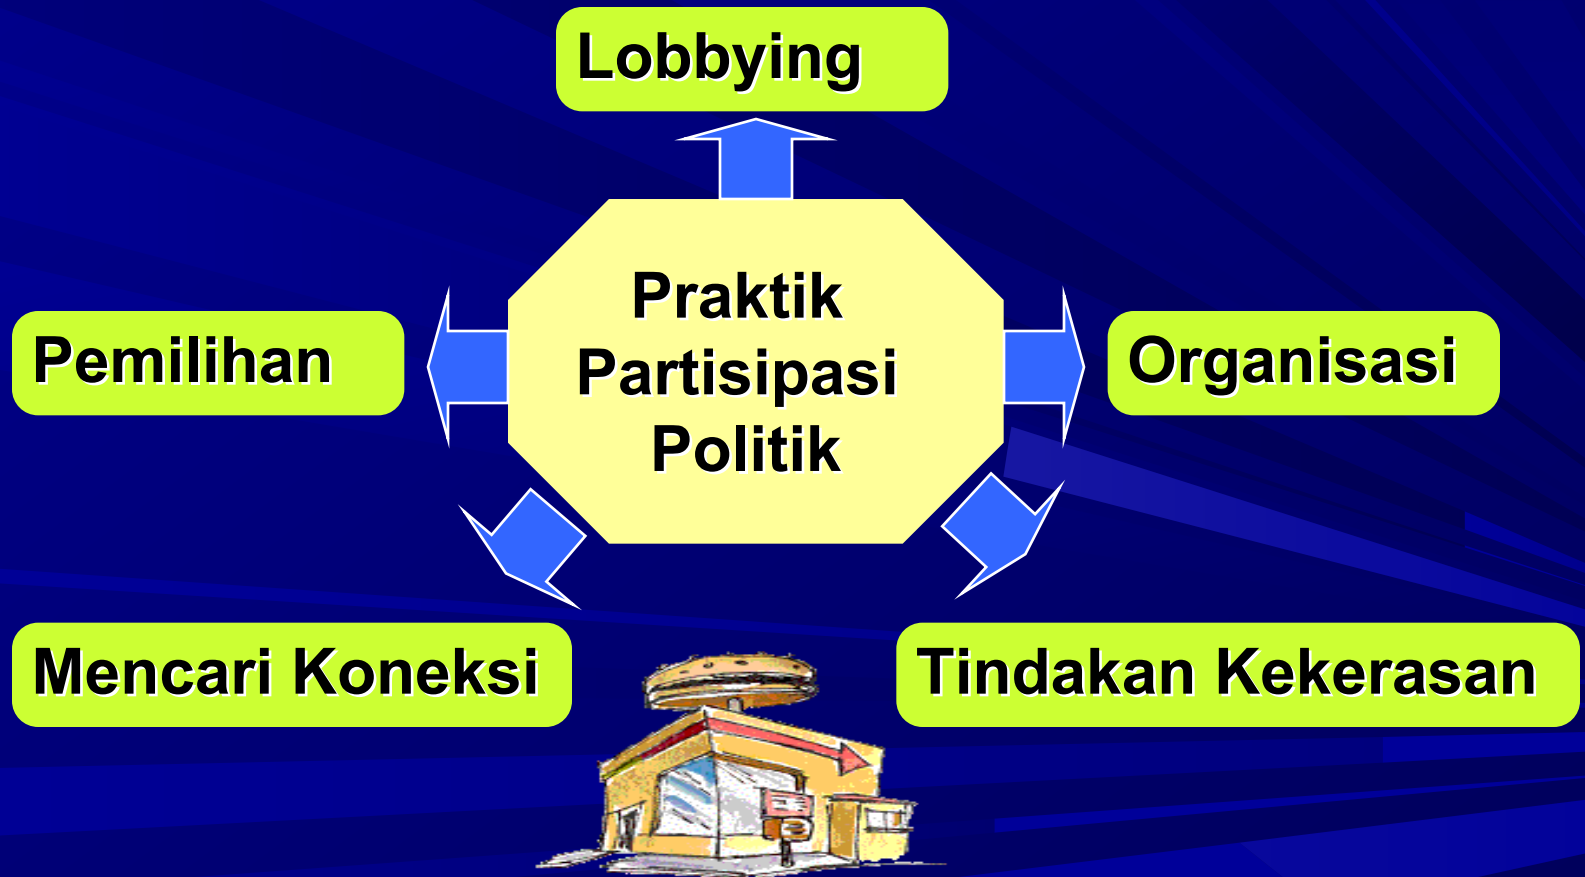 Lobbying
Praktik
Partisipasi
Politik
Pemilihan
Organisasi
Mencari Koneksi
Tindakan Kekerasan